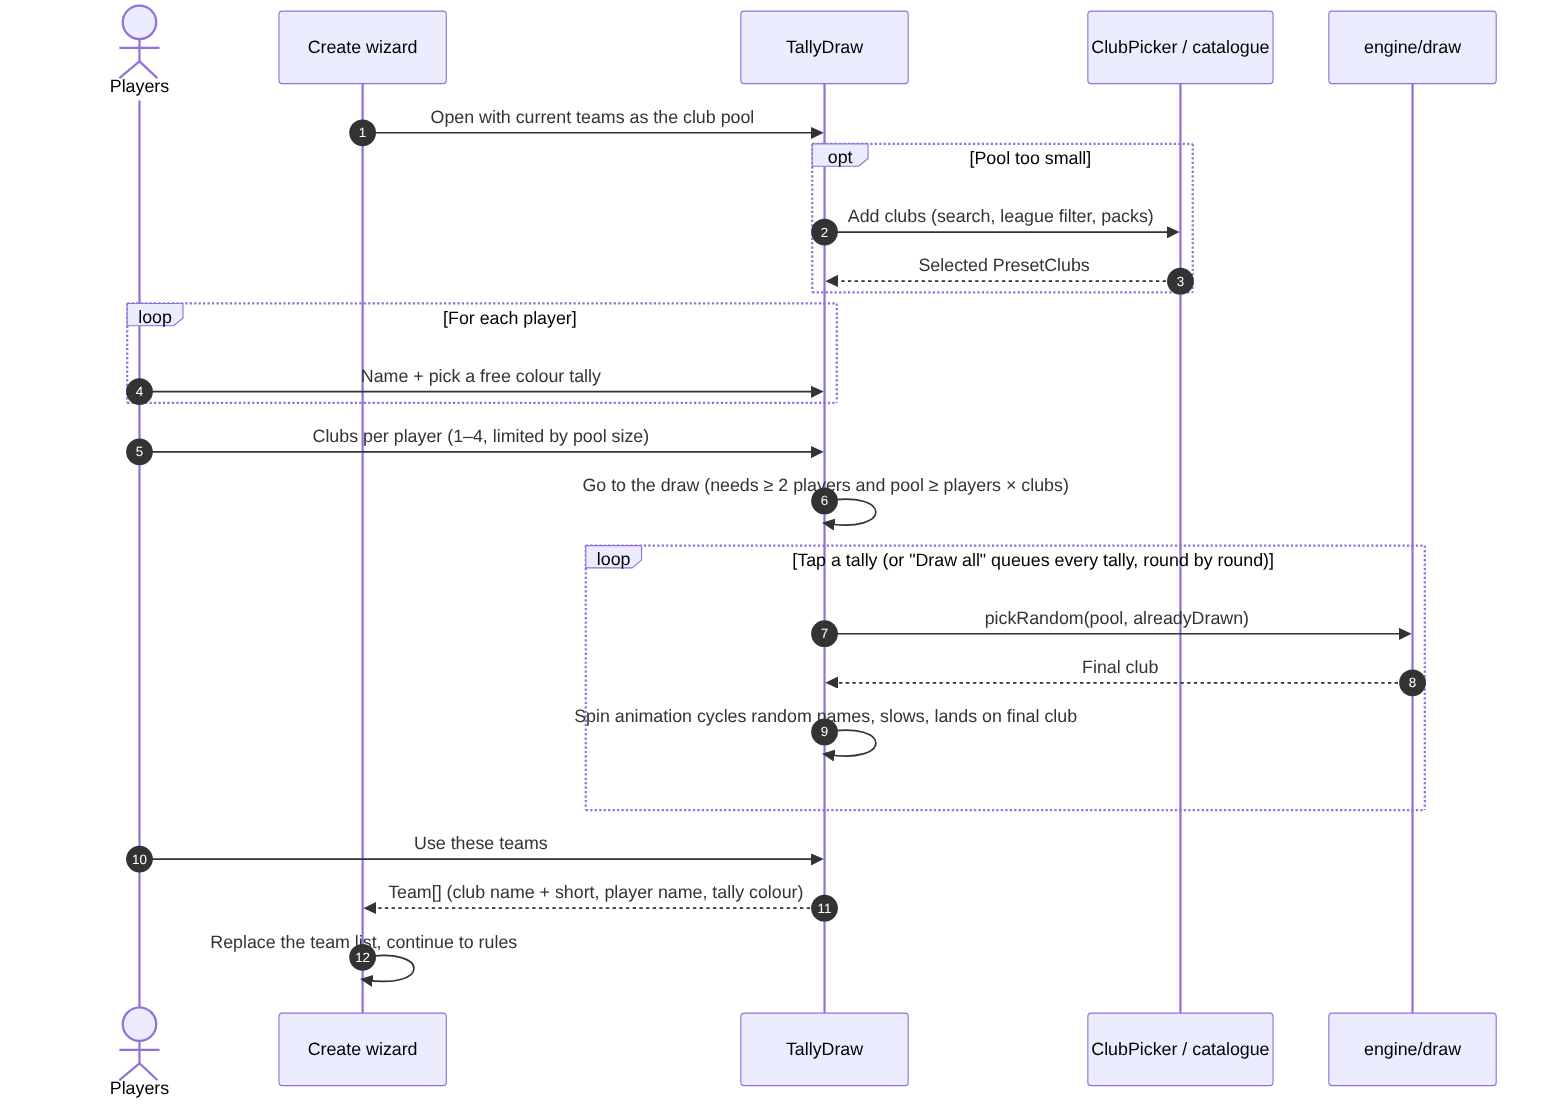 Players
Create wizard
TallyDraw
ClubPicker / catalogue
engine/draw
1
Open with current teams as the club pool
opt
[Pool too small]
2
Add clubs (search, league filter, packs)
Selected PresetClubs
3
loop
[For each player]
4
Name + pick a free colour tally
5
Clubs per player (1–4, limited by pool size)
Go to the draw (needs ≥ 2 players and pool ≥ players × clubs)
6
loop
[Tap a tally (or "Draw all" queues every tally, round by round)]
7
pickRandom(pool, alreadyDrawn)
Final club
8
Spin animation cycles random names, slows, lands on final club
9
Use these teams
10
Team[] (club name + short, player name, tally colour)
11
Replace the team list, continue to rules
12
Players
Create wizard
TallyDraw
ClubPicker / catalogue
engine/draw